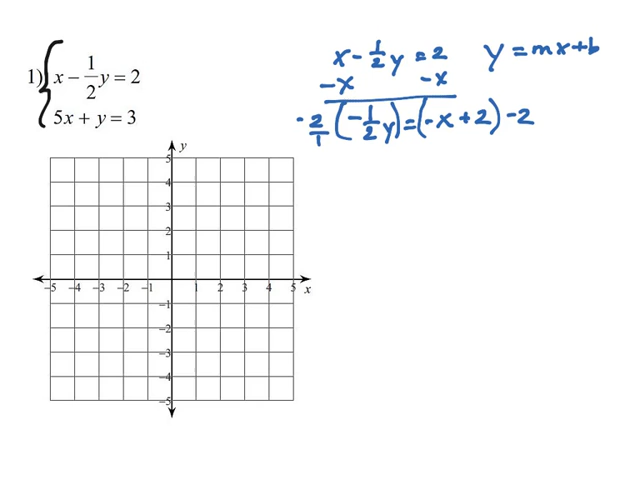 1) { x − 1/2 y = 2
5x + y = 3
x − 1/2 y = 2
−x −x
−2/1 (−1/2 y) = (−x + 2) −2
y = mx + b
y
5
4
3
2
1
−5 −4 −3 −2 −1 1 2 3 4 5 x
−1
−2
−3
−4
−5